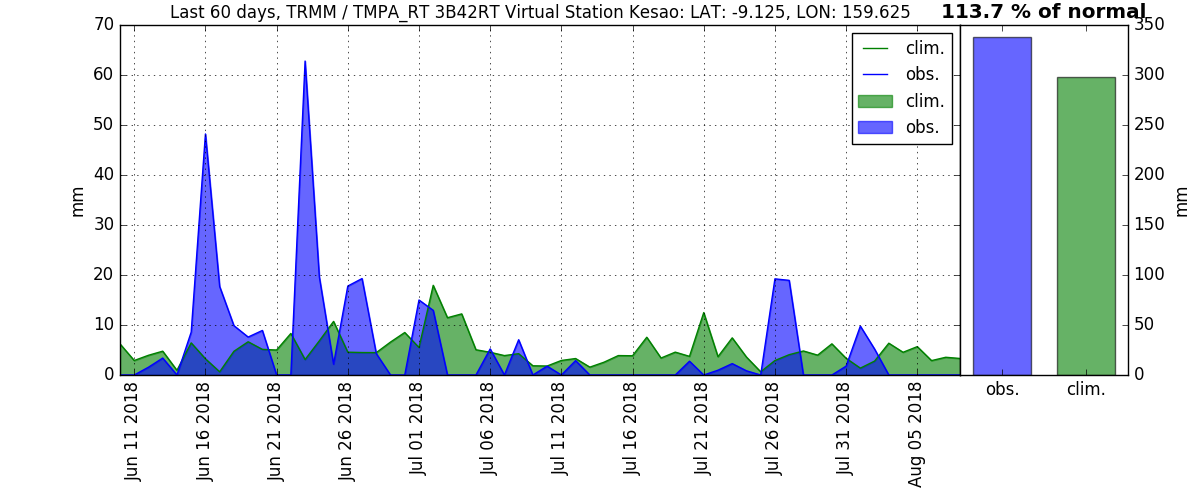 Last 60 days, TRMM / TMPA_RT 3B42RT Virtual Station Kesao: LAT: -9.125, LON: 159.625
113.7 % of normal
70
60
50
40
30
20
10
0
mm
clim.
obs.
clim.
obs.
350
300
250
200
150
100
50
0
mm
obs.
clim.
Jun 11 2018
Jun 16 2018
Jun 21 2018
Jun 26 2018
Jul 01 2018
Jul 06 2018
Jul 11 2018
Jul 16 2018
Jul 21 2018
Jul 26 2018
Jul 31 2018
Aug 05 2018